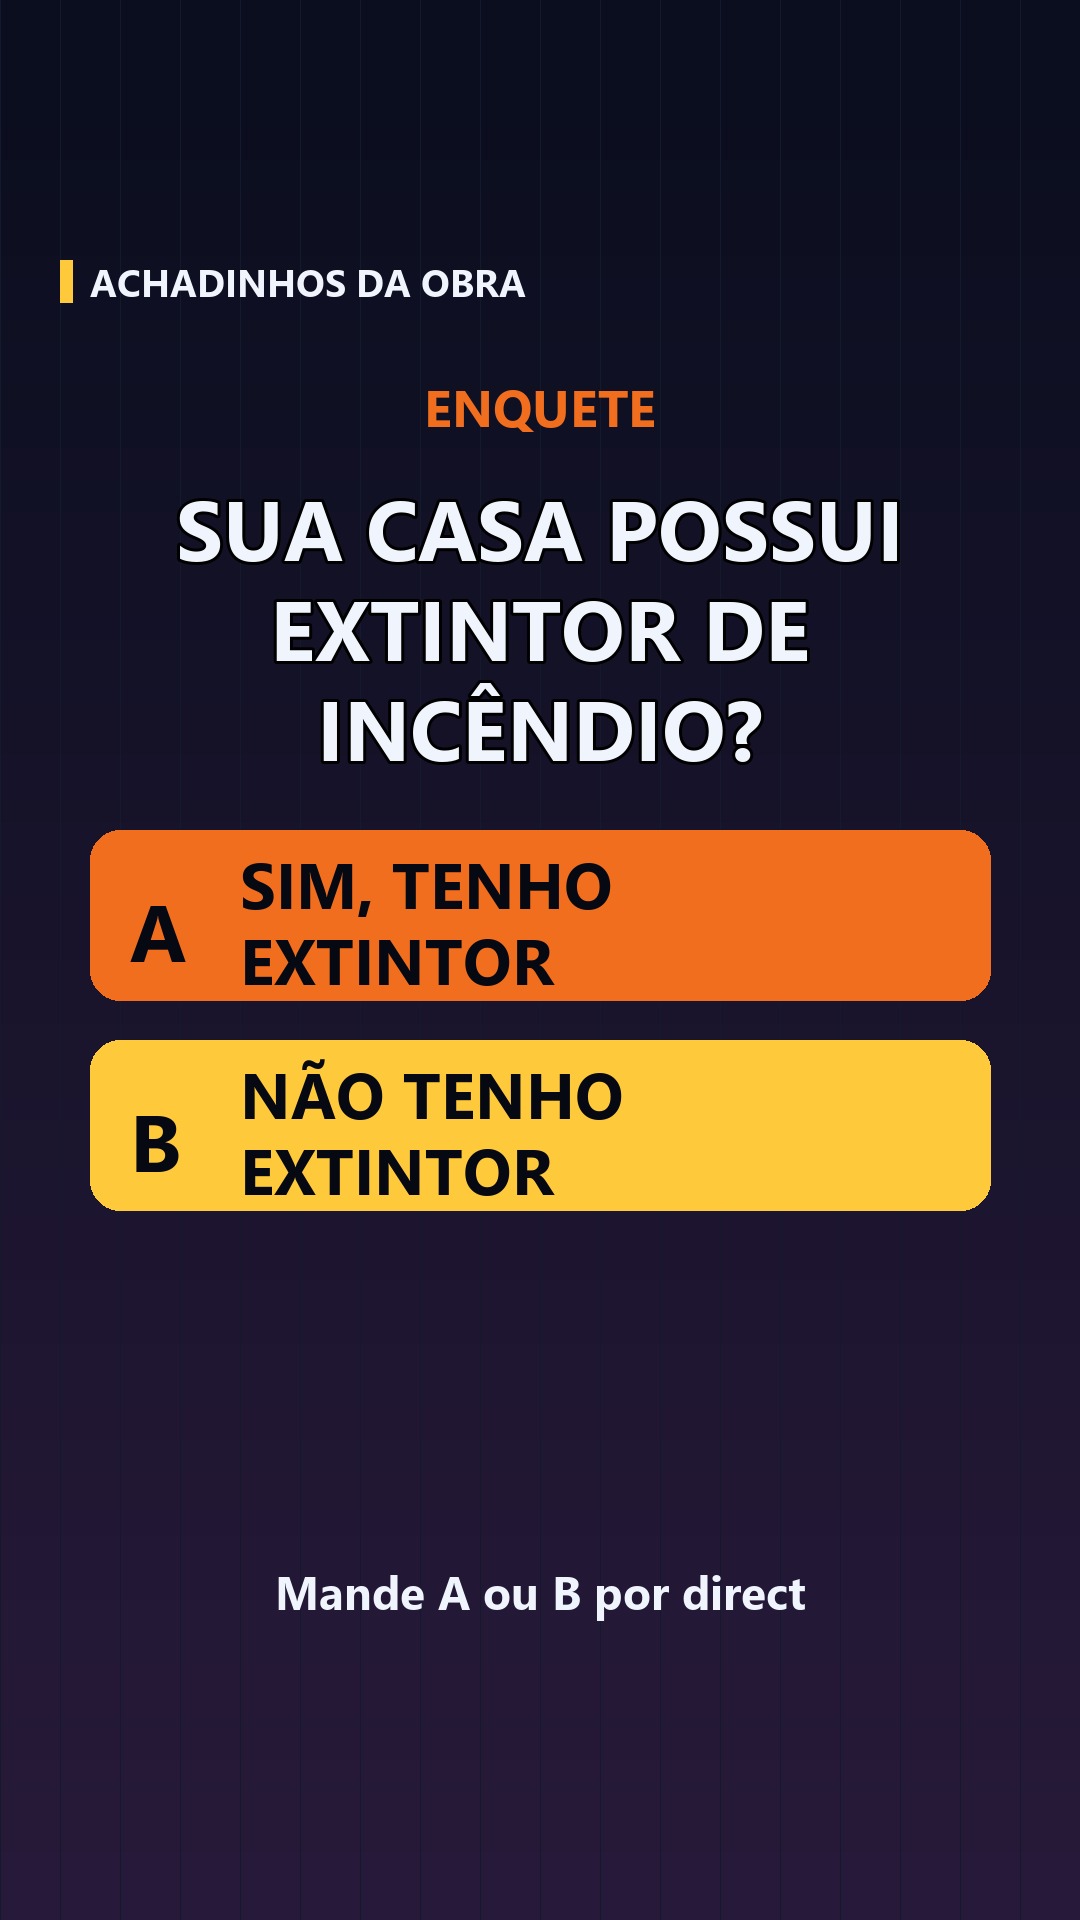 ACHADINHOS DA OBRA
ENQUETE
SUA CASA POSSUI
EXTINTOR DE
INCÊNDIO?
A
SIM, TENHO
EXTINTOR
B
NÃO TENHO
EXTINTOR
Mande A ou B por direct